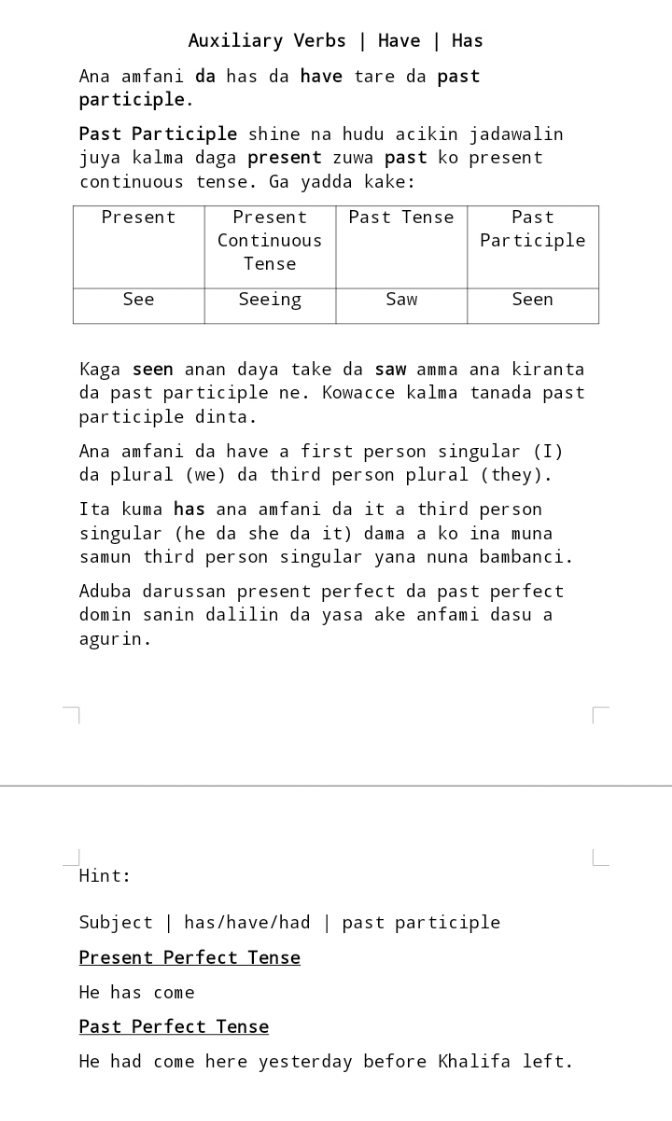 Auxiliary Verbs | Have | Has
Ana amfani da has da have tare da past
participle.
Past Participle shine na hudu acikin jadawalin
juya kalma daga present zuwa past ko present
continuous tense. Ga yadda kake:
Present
Present
Continuous
Tense
Past Tense
Past
Participle
See
Seeing
Saw
Seen
Kaga seen anan daya take da saw amma ana kiranta
da past participle ne. Kowacce kalma tanada past
participle dinta.
Ana amfani da have a first person singular (I)
da plural (we) da third person plural (they).
Ita kuma has ana amfani da it a third person
singular (he da she da it) dama a ko ina muna
samun third person singular yana nuna bambanci.
Aduba darussan present perfect da past perfect
domin sanin dalilin da yasa ake anfami dasu a
agurin.
Hint:
Subject | has/have/had | past participle
Present Perfect Tense
He has come
Past Perfect Tense
He had come here yesterday before Khalifa left.